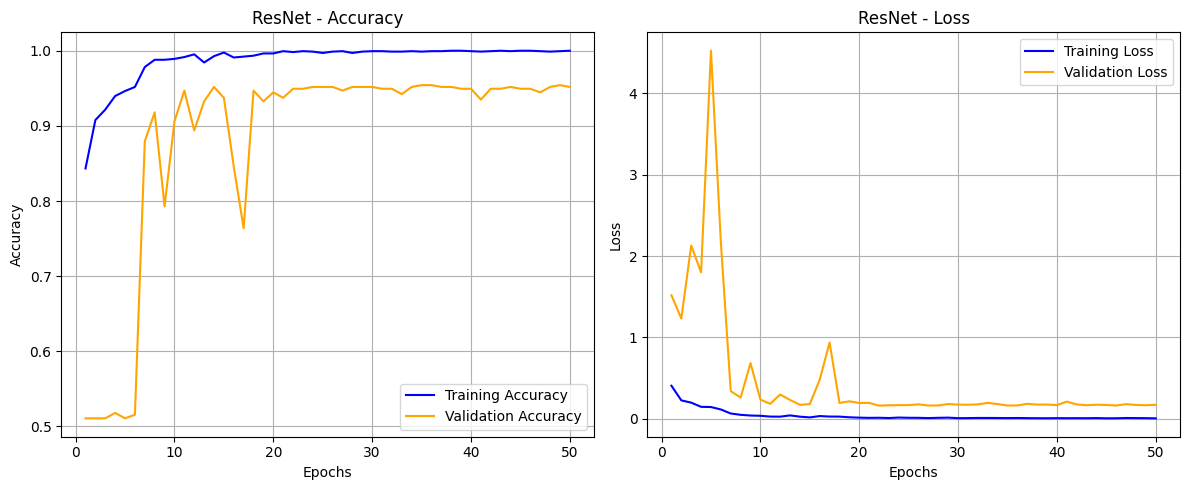 ResNet - Accuracy
1.0
0.9
0.8
0.7
0.6
0.5
Accuracy
0 10 20 30 40 50
Epochs
Training Accuracy
Validation Accuracy
ResNet - Loss
4
3
2
1
0
Loss
0 10 20 30 40 50
Epochs
Training Loss
Validation Loss